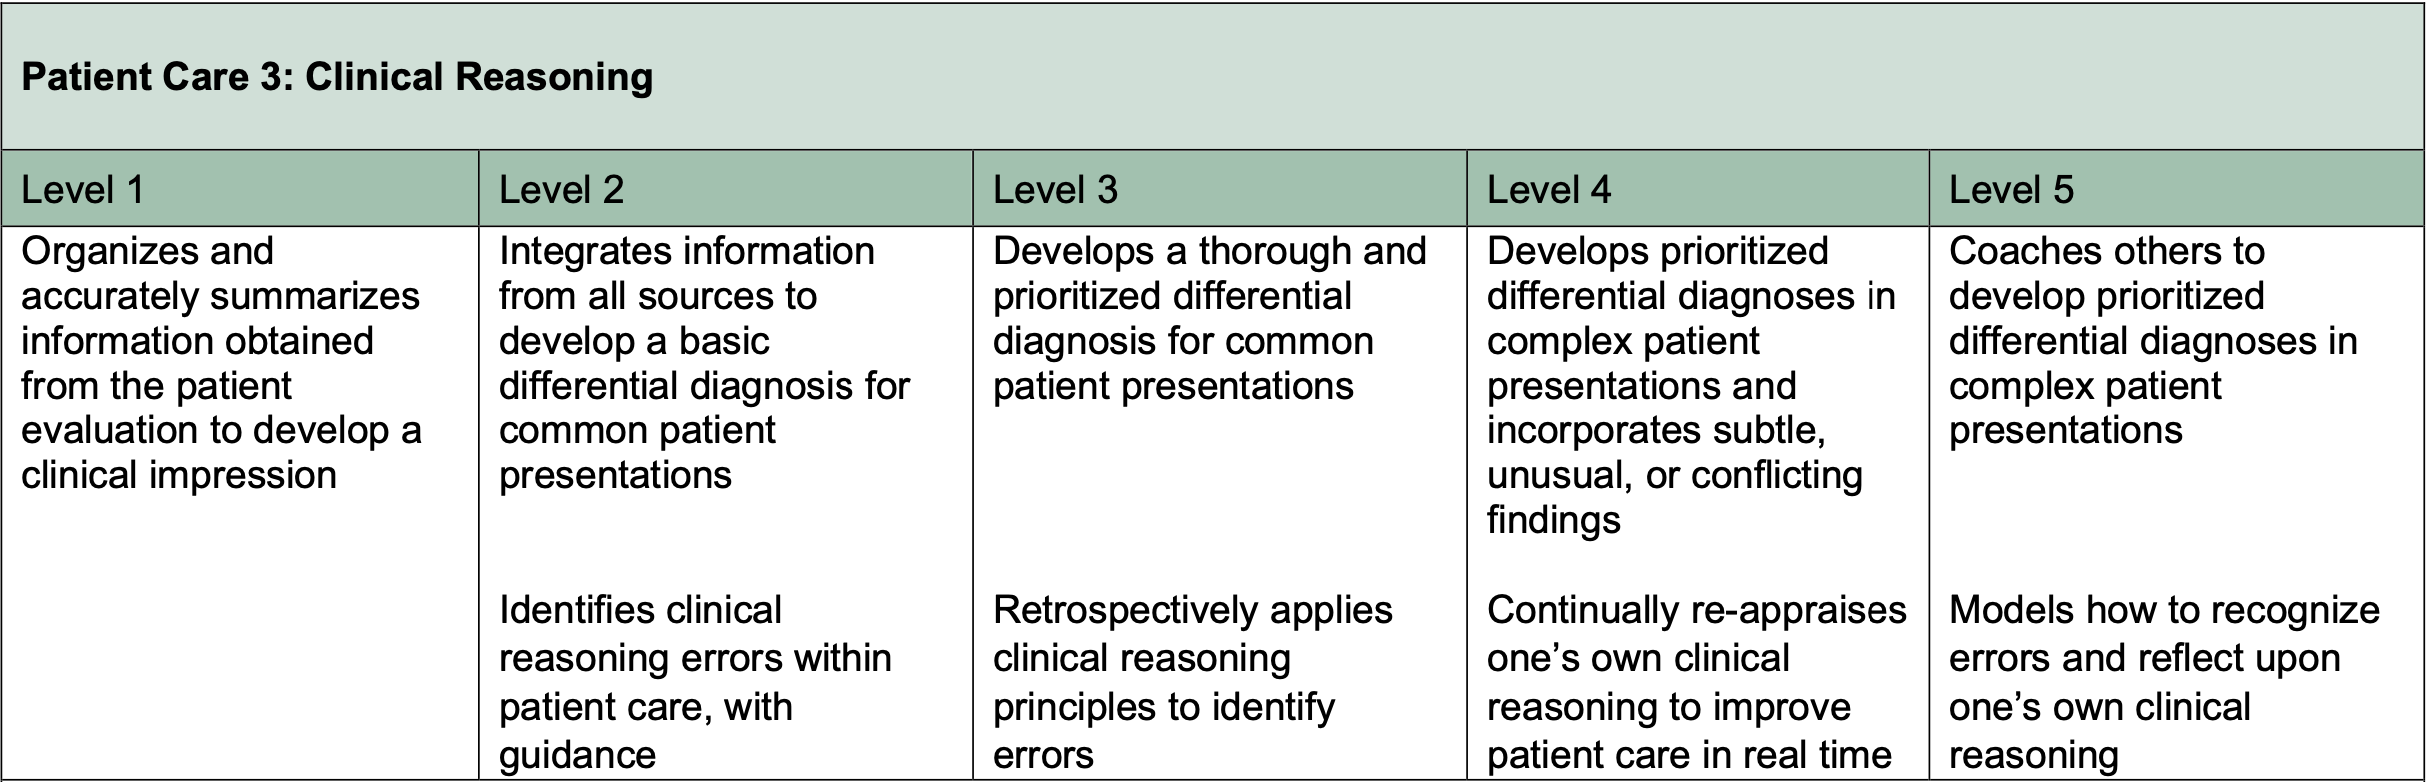 Patient Care 3: Clinical Reasoning
Level 1
Level 2
Level 3
Level 4
Level 5
Organizes and
accurately summarizes
information obtained
from the patient
evaluation to develop a
clinical impression
Integrates information
from all sources to
develop a basic
differential diagnosis for
common patient
presentations
Develops a thorough and
prioritized differential
diagnosis for common
patient presentations
Develops prioritized
differential diagnoses in
complex patient
presentations and
incorporates subtle,
unusual, or conflicting
findings
Coaches others to
develop prioritized
differential diagnoses in
complex patient
presentations
Identifies clinical
reasoning errors within
patient care, with
guidance
Retrospectively applies
clinical reasoning
principles to identify
errors
Continually re-appraises
one’s own clinical
reasoning to improve
patient care in real time
Models how to recognize
errors and reflect upon
one’s own clinical
reasoning